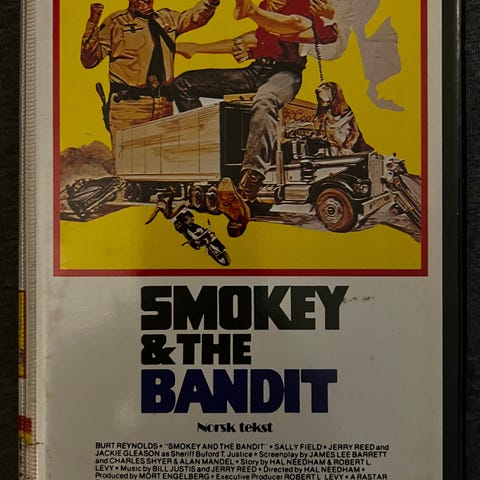 SMOKEY
& THE
BANDIT
Norsk tekst
BURT REYNOLDS • "SMOKEY AND THE BANDIT" • SALLY FIELD • JERRY REED and
JACKIE GLEASON as Sheriff Buford T. Justice • Screenplay by JAMES LEE BARRETT
and CHARLES SHYER & ALAN MANDEL • Story by HAL NEEDHAM & ROBERT L.
LEVY • Music by BILL JUSTIS and JERRY REED • Directed by HAL NEEDHAM •
Produced by MORT ENGELBERG • Executive Producer ROBERT L. LEVY • A RASTAR